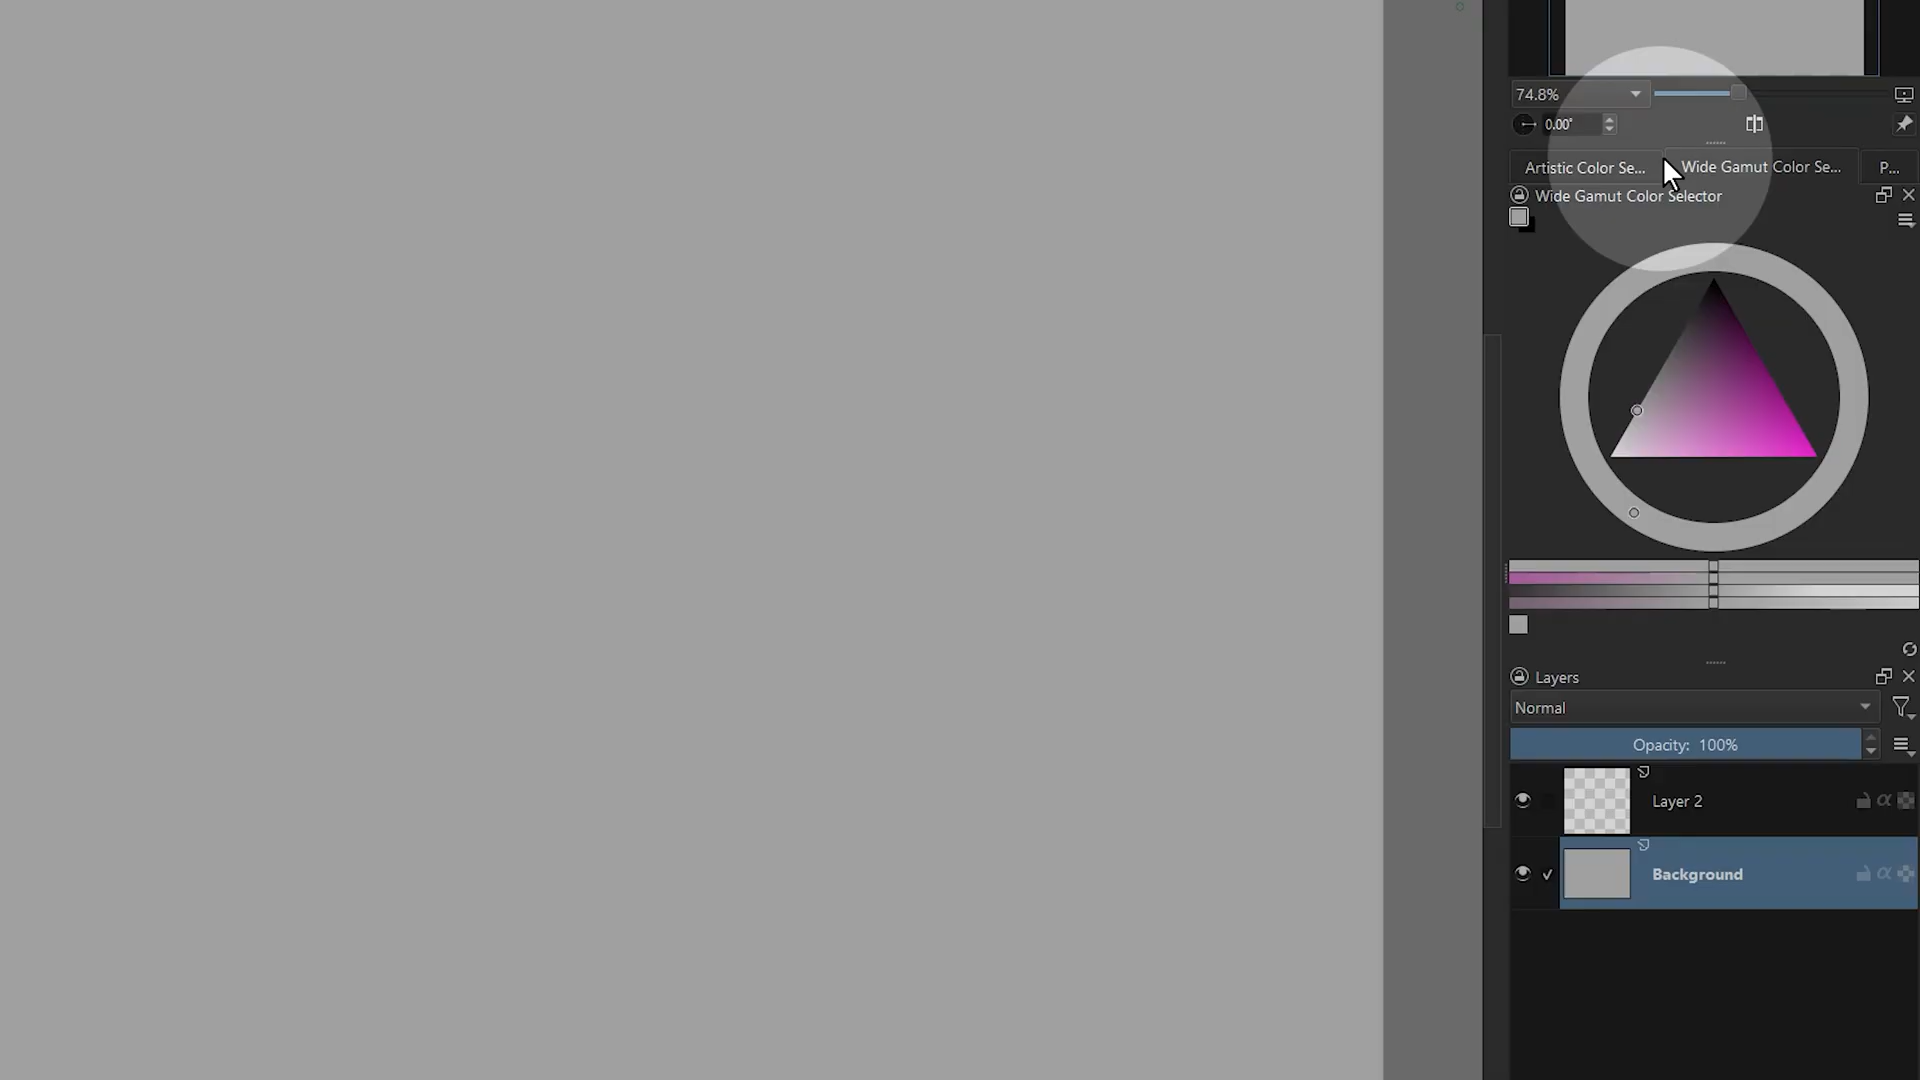 74.8%
0.00°
Artistic Color Se... Wide Gamut Color Se... P...
Wide Gamut Color Selector
Layers
Normal
Opacity: 100%
Layer 2
Background